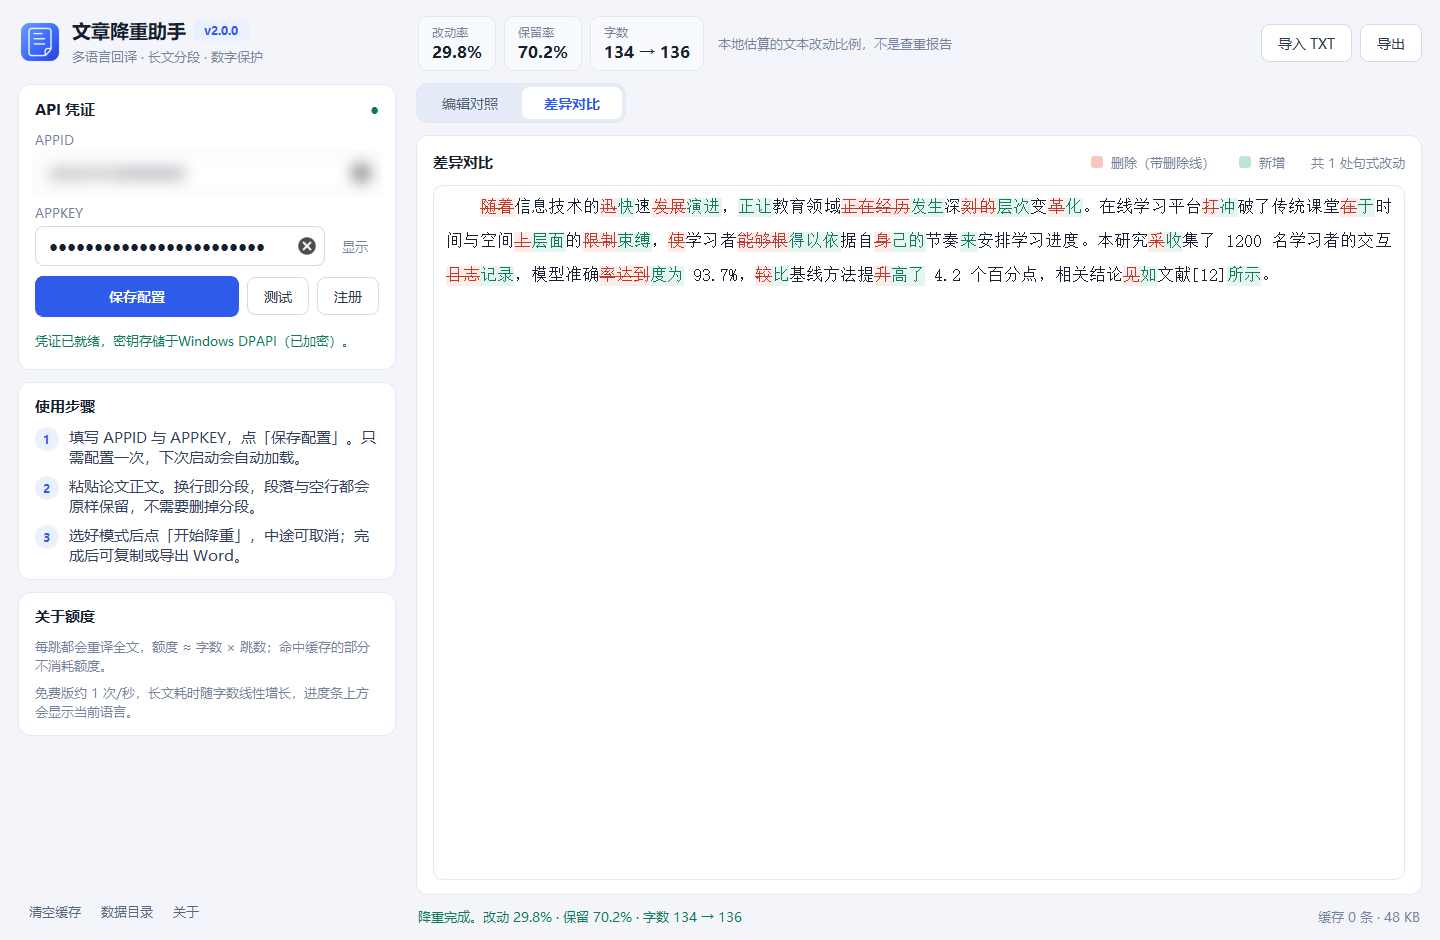 文章降重助手 v2.0.0
多语言回译 · 长文分段 · 数字保护
改动率
29.8%
保留率
70.2%
字数
134 → 136
本地估算的文本改动比例，不是查重报告
导入 TXT
导出
API 凭证
APPID
APPKEY
显示
保存配置
测试
注册
凭证已就绪，密钥存储于Windows DPAPI（已加密）。
使用步骤
1 填写 APPID 与 APPKEY，点「保存配置」。只
需配置一次，下次启动会自动加载。
2 粘贴论文正文。换行即分段，段落与空行都会
原样保留，不需要删掉分段。
3 选好模式后点「开始降重」，中途可取消；完
成后可复制或导出 Word。
关于额度
每跳都会重译全文，额度 ≈ 字数 × 跳数；命中缓存的部分
不消耗额度。
免费版约 1 次/秒，长文耗时随字数线性增长，进度条上方
会显示当前语言。
清空缓存 数据目录 关于
编辑对照
差异对比
差异对比
删除（带删除线）
新增
共 1 处句式改动
随着信息技术的迅快速发展演进，正让教育领域正在经历发生深刻的层次变革化。在线学习平台打冲破了传统课堂在于时
间与空间上层面的限制束缚，使学习者能够根得以依据自身己的节奏来安排学习进度。本研究采收集了 1200 名学习者的交互
日志记录，模型准确率达到度为 93.7%，较比基线方法提升高了 4.2 个百分点，相关结论见如文献[12]所示。
降重完成。改动 29.8% · 保留 70.2% · 字数 134 → 136
缓存 0 条 · 48 KB